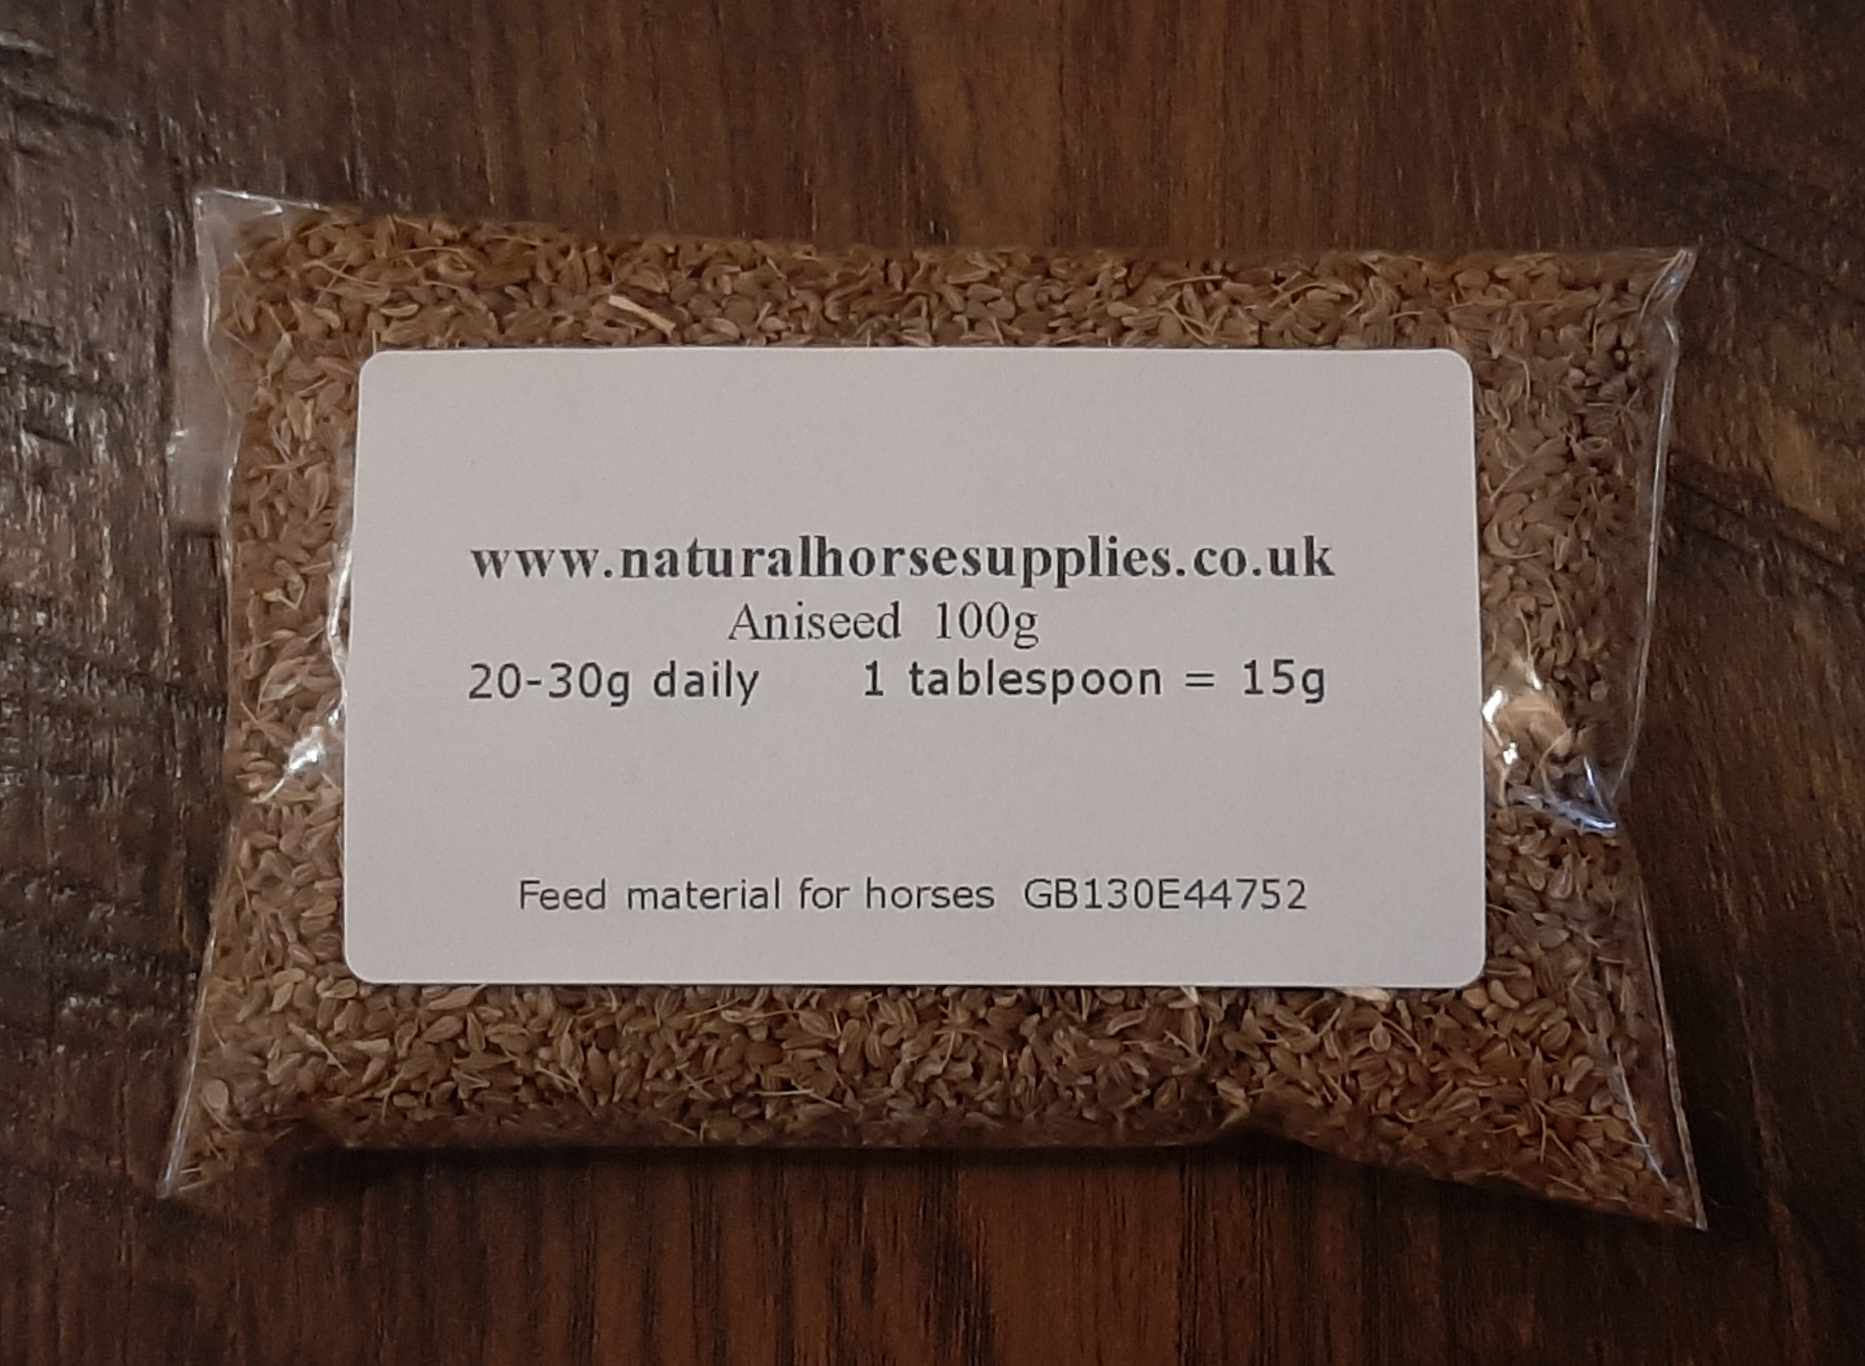 www.naturalhorsesupplies.co.uk
Aniseed 100g
20-30g daily 1 tablespoon = 15g
Feed material for horses GB130E44752